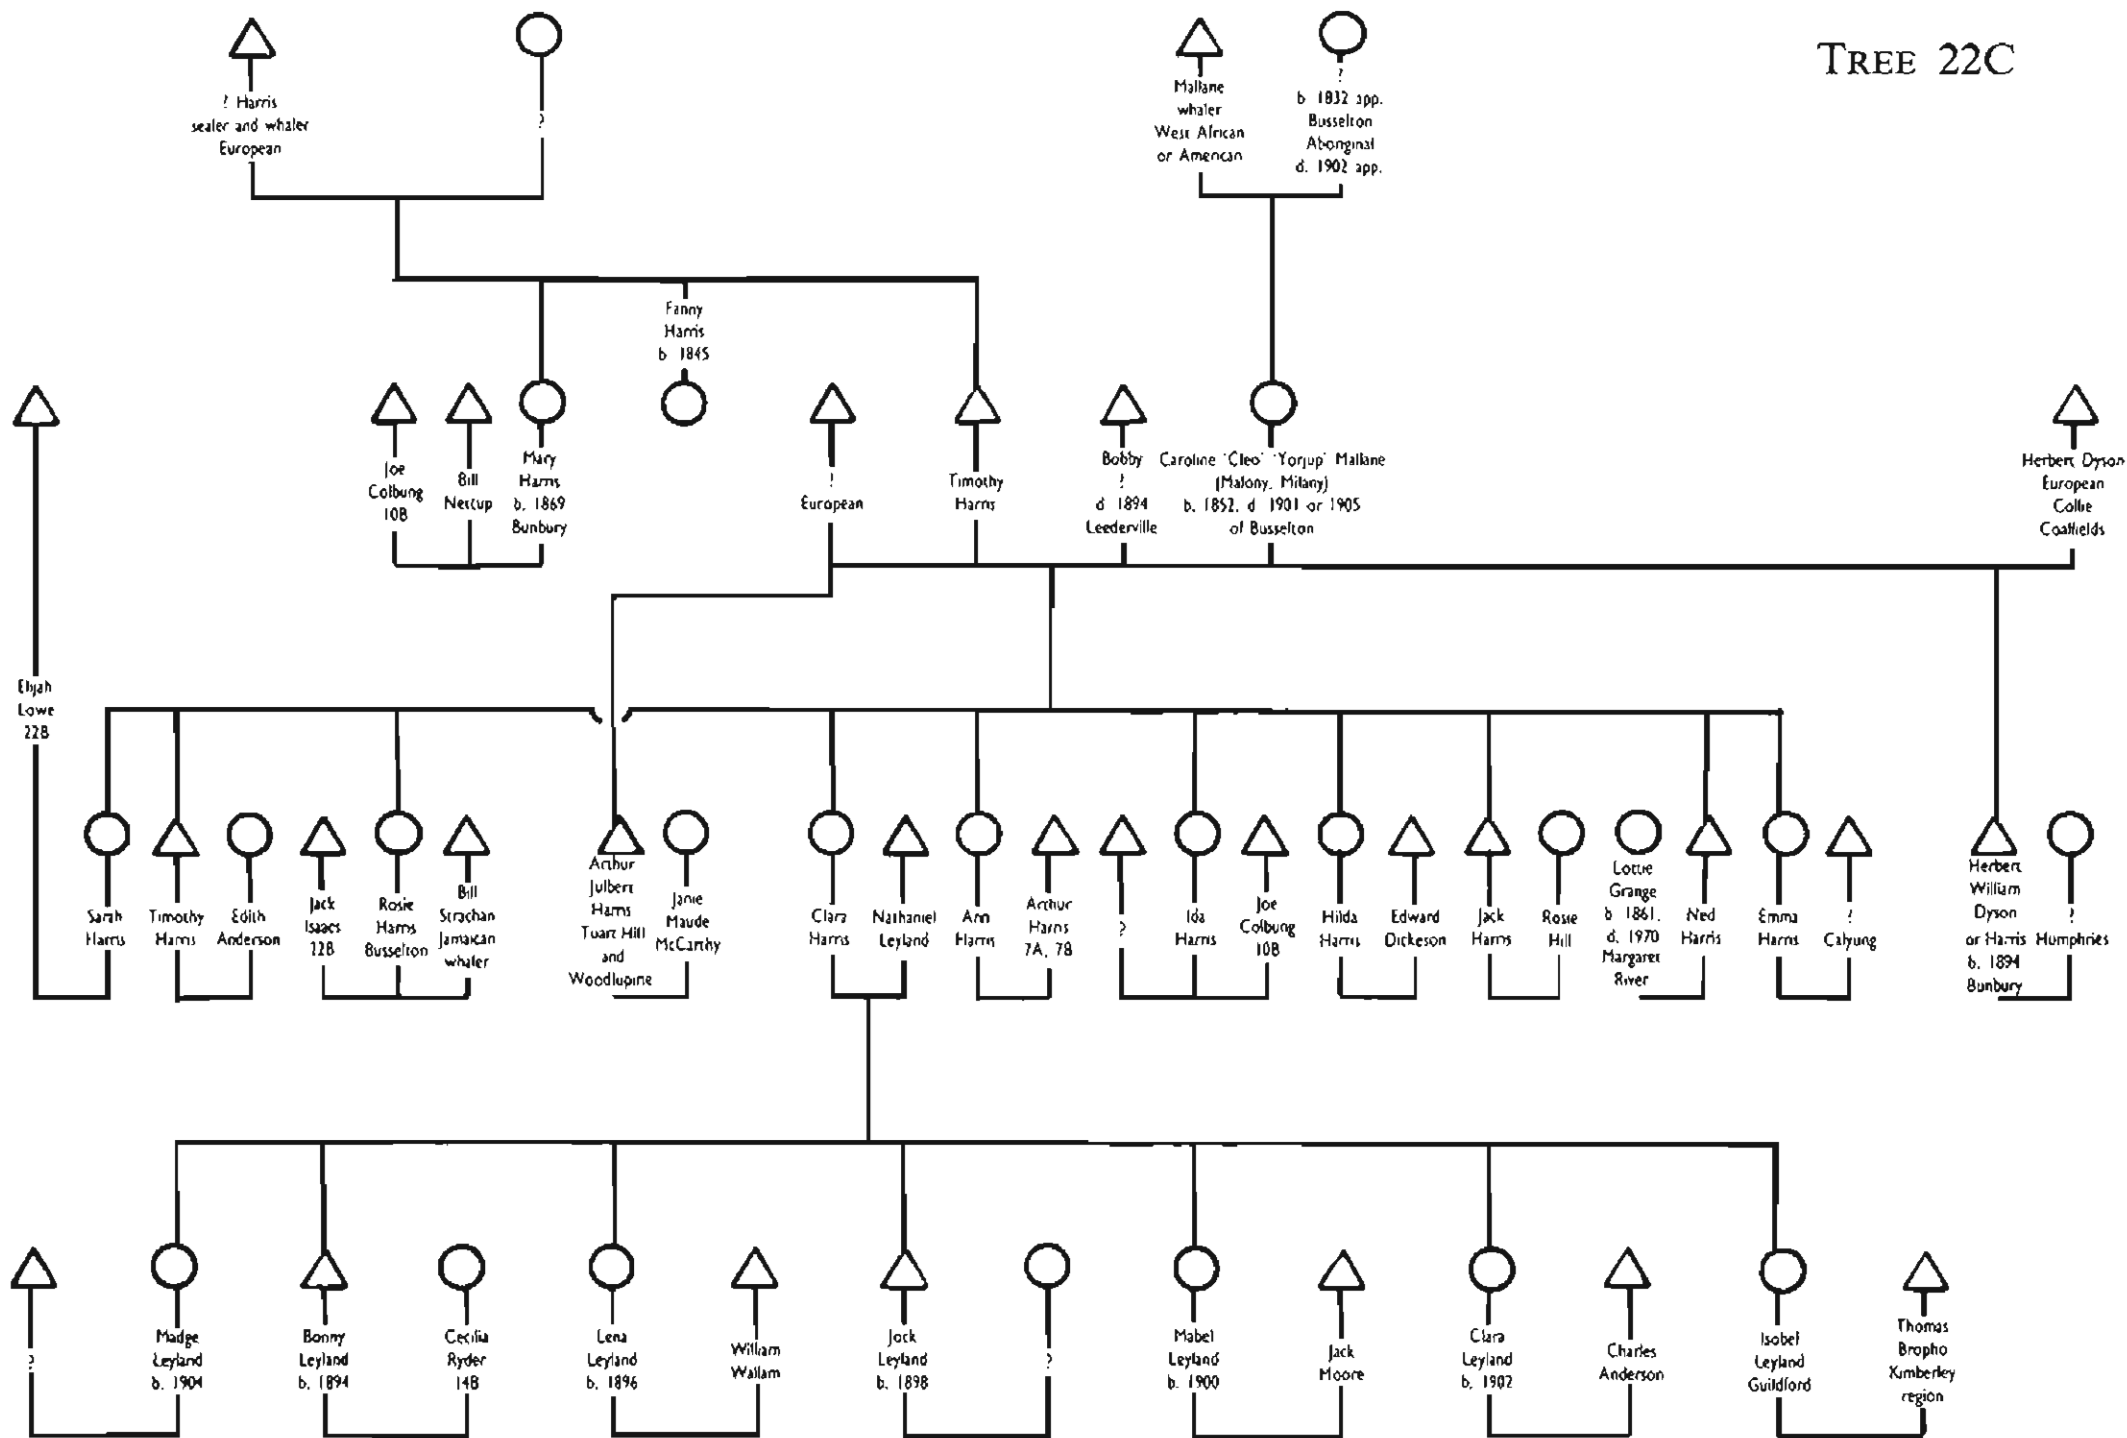 TREE 22C
? Harris
sealer and whaler
European
?
Mallane
whaler
West African
or American
?
b. 1832 app.
Busselton
Aboriginal
d. 1902 app.
Fanny
Harris
b. 1845
Joe
Colbung
10B
Bill
Nettup
Mary
Harris
b. 1869
Bunbury
?
European
Timothy
Harris
Bobby
?
d. 1894
Leederville
Caroline 'Cleo' 'Yorjup' Mallane
(Malony, Milany)
b. 1852, d. 1901 or 1905
of Busselton
Herbert Dyson
European
Collie
Coalfields
Elijah
Lowe
22B
Sarah
Harris
Timothy
Harris
Edith
Anderson
Jack
Isaacs
22B
Rosie
Harris
Busselton
Bill
Strachan
Jamaican
whaler
Arthur
Julbert
Harris
Tuart Hill
and
Woodlupine
Janie
Maude
McCarthy
Clara
Harris
Nathaniel
Leyland
Ann
Harris
Arthur
Harris
7A, 7B
?
Ida
Harris
Joe
Colbung
10B
Hilda
Harris
Edward
Dickeson
Jack
Harris
Rosie
Hill
Lottie
Grange
b. 1861,
d. 1970
Margaret
River
Ned
Harris
Emma
Harris
?
Calyung
Herbert
William
Dyson
or Harris
b. 1894
Bunbury
?
Humphries
?
Madge
Leyland
b. 1904
Bonny
Leyland
b. 1894
Cecilia
Ryder
14B
Lena
Leyland
b. 1896
William
Wallam
Jock
Leyland
b. 1898
?
Mabel
Leyland
b. 1900
Jack
Moore
Clara
Leyland
b. 1902
Charles
Anderson
Isobel
Leyland
Guildford
Thomas
Bropho
Kimberley
region